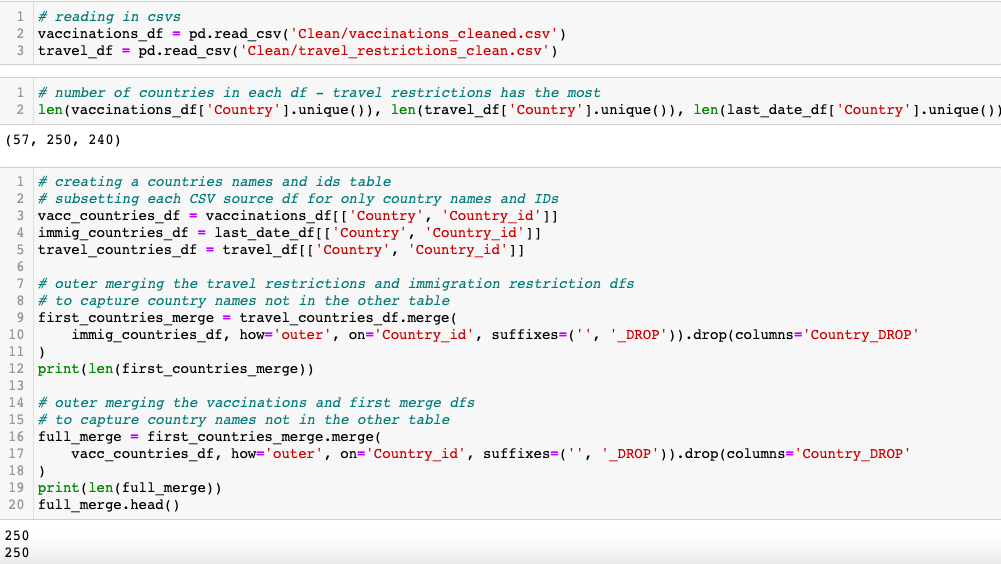 1 # reading in csvs
2 vaccinations_df = pd.read_csv('Clean/vaccinations_cleaned.csv')
3 travel_df = pd.read_csv('Clean/travel_restrictions_clean.csv')
1 # number of countries in each df - travel restrictions has the most
2 len(vaccinations_df['Country'].unique()), len(travel_df['Country'].unique()), len(last_date_df['Country'].unique())
(57, 250, 240)
1 # creating a countries names and ids table
2 # subsetting each CSV source df for only country names and IDs
3 vacc_countries_df = vaccinations_df[['Country', 'Country_id']]
4 immig_countries_df = last_date_df[['Country', 'Country_id']]
5 travel_countries_df = travel_df[['Country', 'Country_id']]
6
7 # outer merging the travel restrictions and immigration restriction dfs
8 # to capture country names not in the other table
9 first_countries_merge = travel_countries_df.merge(
10 immig_countries_df, how='outer', on='Country_id', suffixes=('', '_DROP')).drop(columns='Country_DROP'
11 )
12 print(len(first_countries_merge))
13
14 # outer merging the vaccinations and first merge dfs
15 # to capture country names not in the other table
16 full_merge = first_countries_merge.merge(
17 vacc_countries_df, how='outer', on='Country_id', suffixes=('', '_DROP')).drop(columns='Country_DROP'
18 )
19 print(len(full_merge))
20 full_merge.head()
250
250